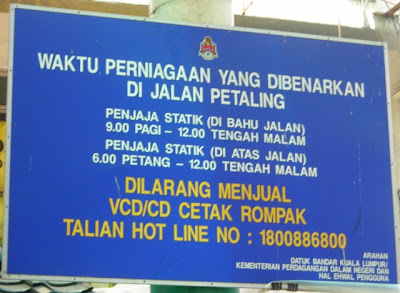 WAKTU PERNIAGAAN YANG DIBENARKAN
DI JALAN PETALING
PENJAJA STATIK (DI BAHU JALAN)
9.00 PAGI – 12.00 TENGAH MALAM
PENJAJA STATIK (DI ATAS JALAN)
6.00 PETANG – 12.00 TENGAH MALAM
DILARANG MENJUAL
VCD/CD CETAK ROMPAK
TALIAN HOT LINE NO : 1800886800
ARAHAN
DATUK BANDAR KUALA LUMPUR/
KEMENTERIAN PERDAGANGAN DALAM NEGERI DAN
HAL EHWAL PENGGUNA